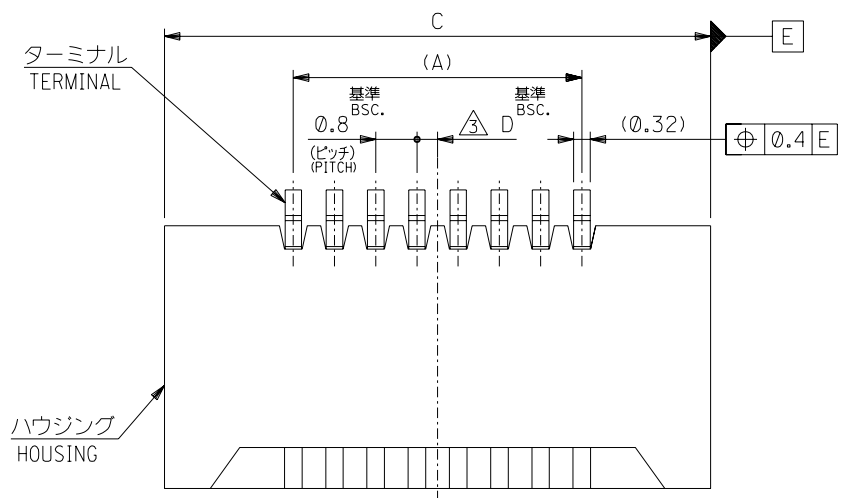 C
E
ターミナル
TERMINAL
(A)
基準
BSC.
基準
BSC.
0.8
3 D
(0.32)
⌖ 0.4 E
(ピッチ)
(PITCH)
ハウジング
HOUSING